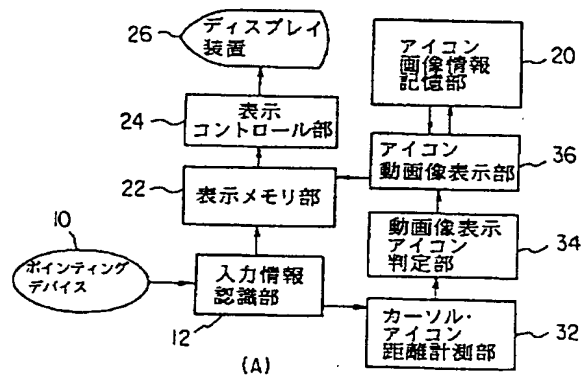 26
ディスプレイ
装置
アイコン
画像情報
記憶部
20
24
表示
コントロール部
アイコン
動画像表示部
36
22
表示メモリ部
動画像表示
アイコン
判定部
34
10
ポインティング
デバイス
入力情報
認識部
12
カーソル・
アイコン
距離計測部
32
(A)